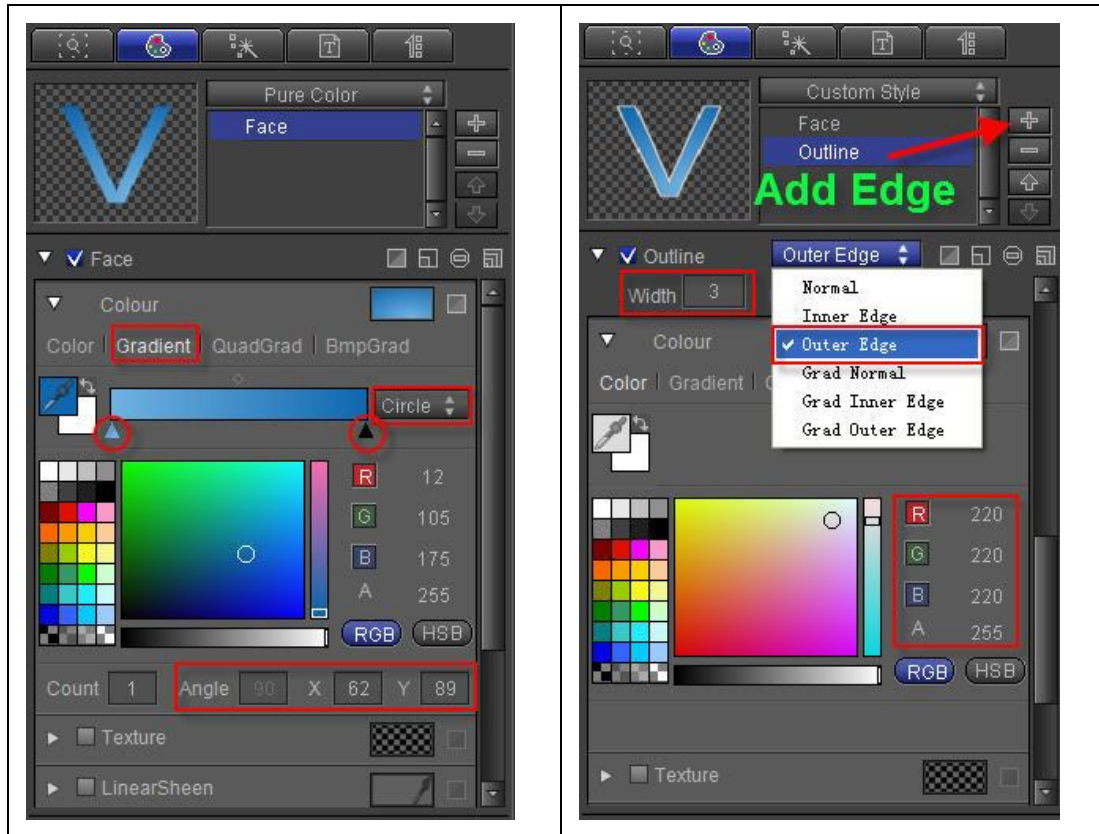 Pure Color
Face
Face
Colour
Color Gradient QuadGrad BmpGrad
Circle
R 12
G 105
B 175
A 255
RGB HSB
Count 1 Angle 90 X 62 Y 89
Texture
LinearSheen
Custom Style
Face
Outline
Add Edge
Outline Outer Edge
Width 3
Normal
Inner Edge
Outer Edge
Grad Normal
Grad Inner Edge
Grad Outer Edge
Colour
Color Gradient
R 220
G 220
B 220
A 255
RGB HSB
Texture